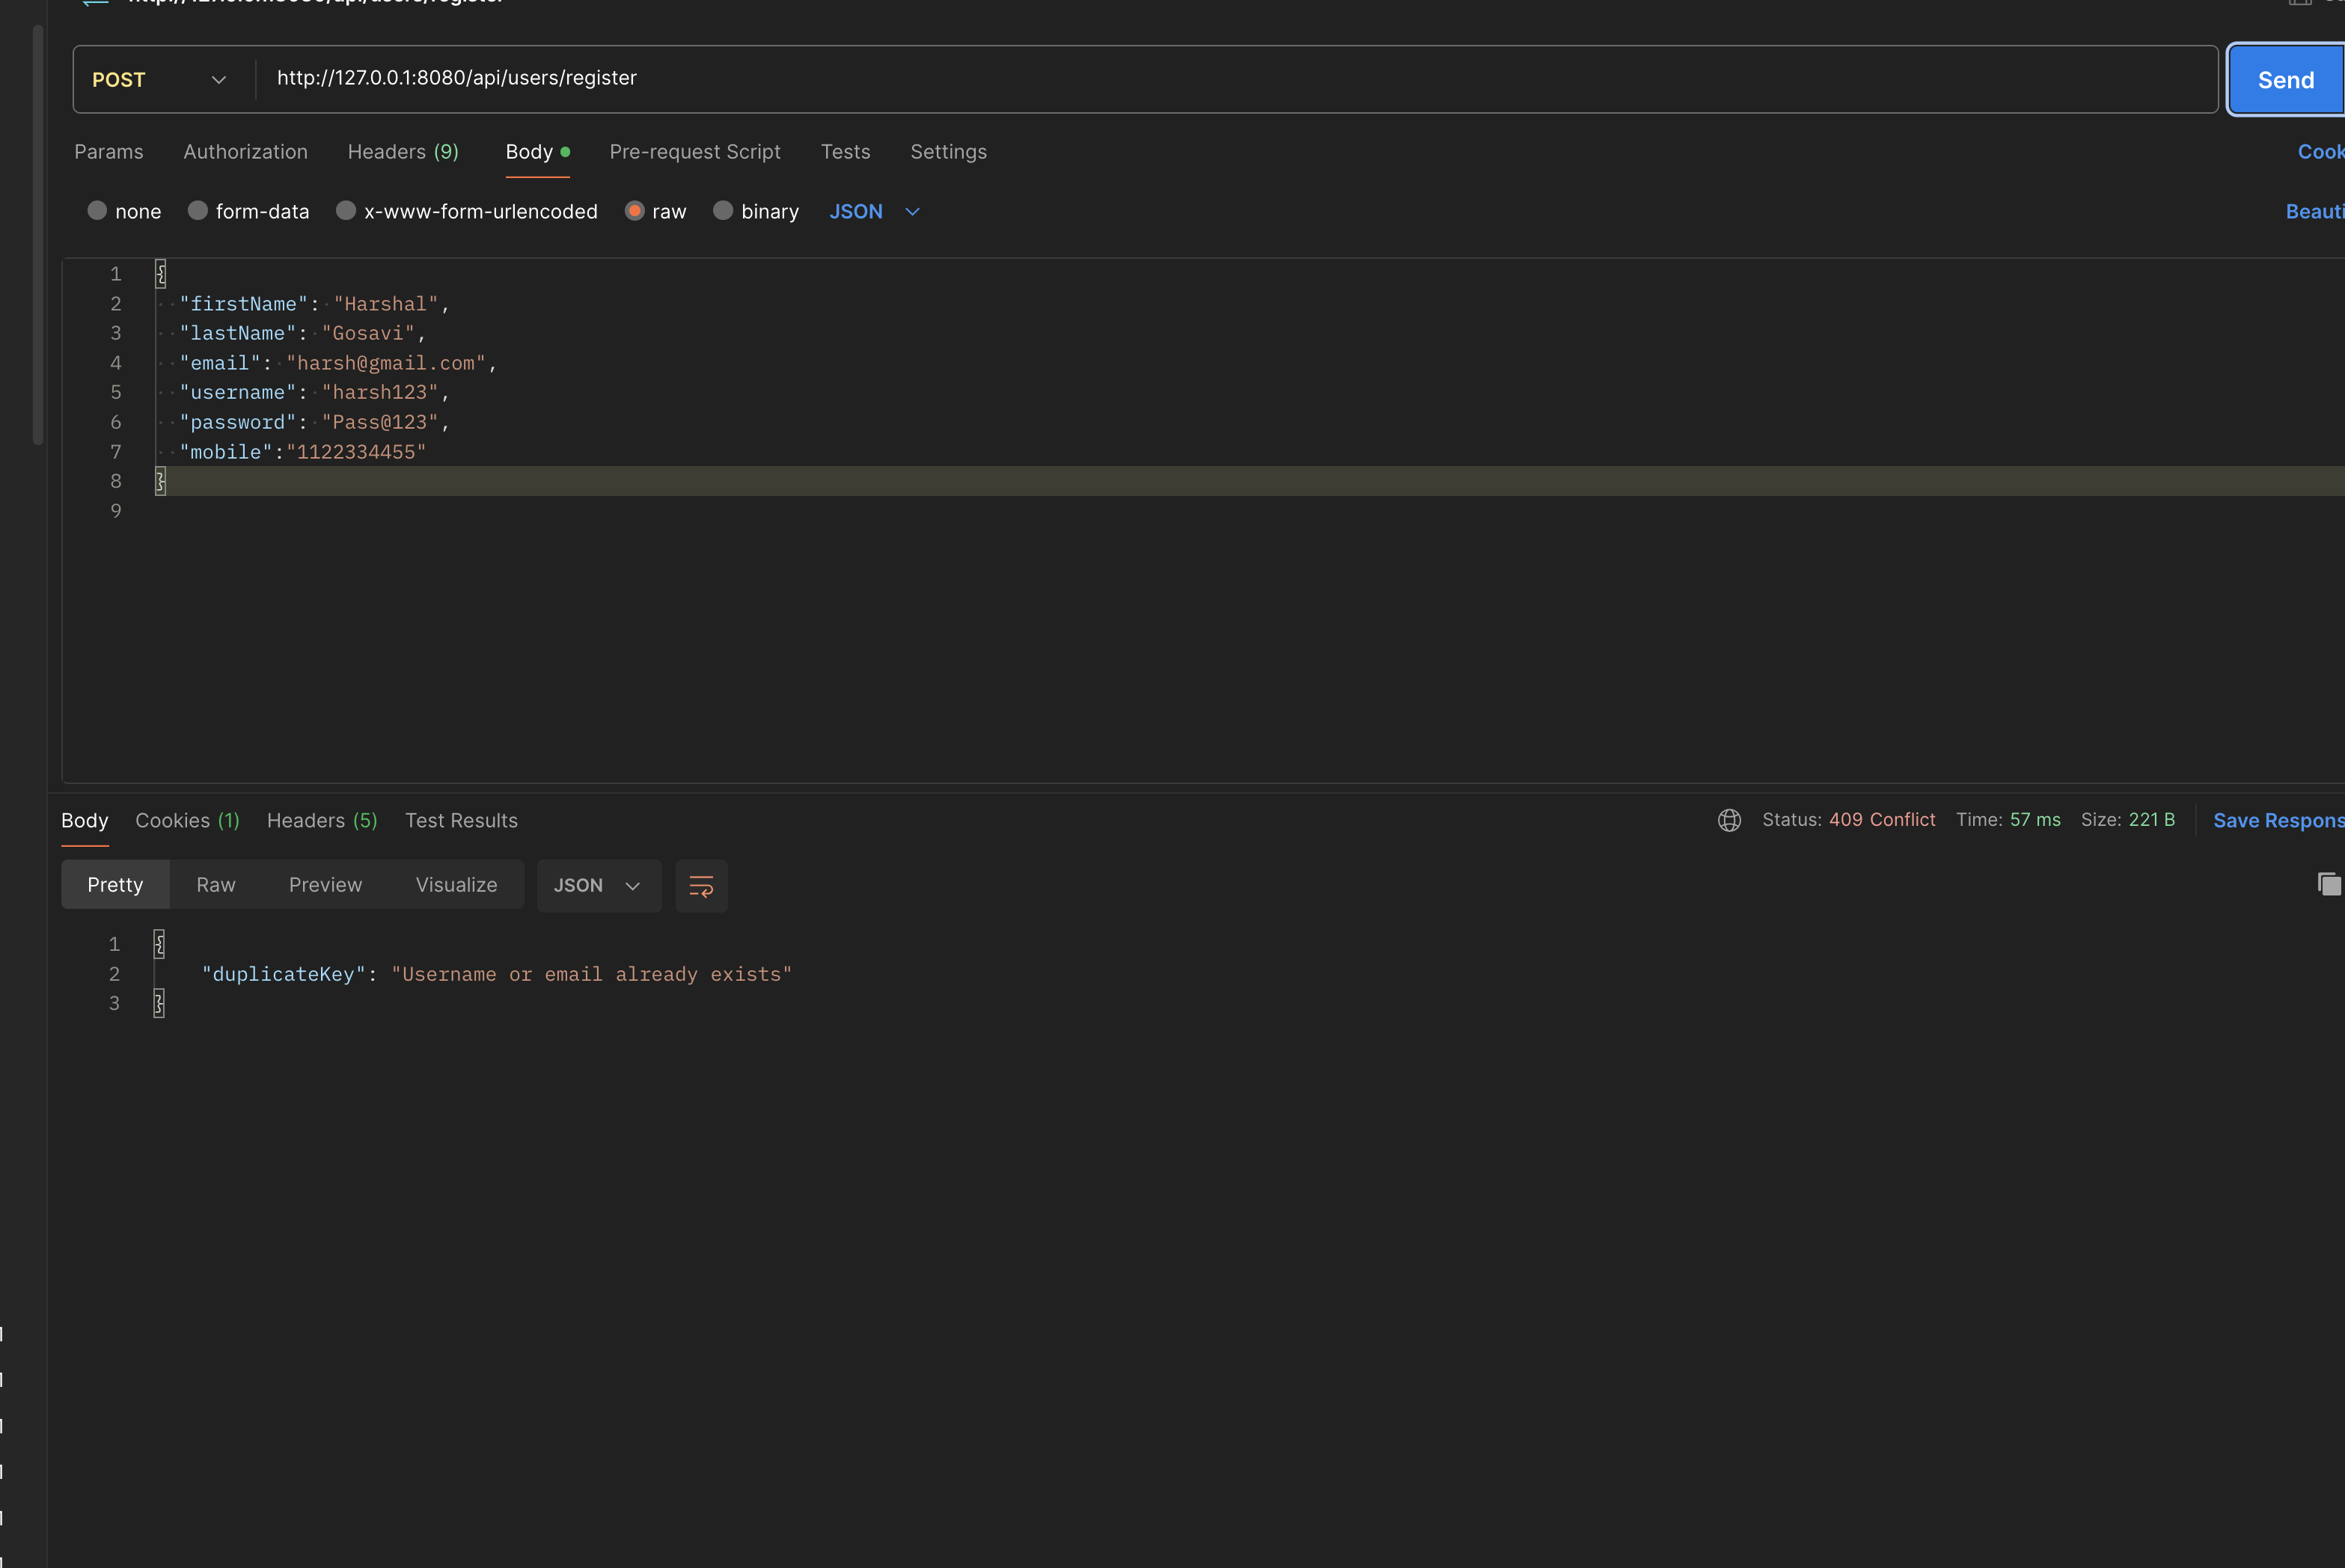 POST http://127.0.0.1:8080/api/users/register Send
Params Authorization Headers (9) Body Pre-request Script Tests Settings
none form-data x-www-form-urlencoded raw binary JSON
1 {
2 "firstName": "Harshal",
3 "lastName": "Gosavi",
4 "email": "harsh@gmail.com",
5 "username": "harsh123",
6 "password": "Pass@123",
7 "mobile":"1122334455"
8 }
9
Body Cookies (1) Headers (5) Test Results Status: 409 Conflict Time: 57 ms Size: 221 B Save Respons
Pretty Raw Preview Visualize JSON
1 {
2 "duplicateKey": "Username or email already exists"
3 }